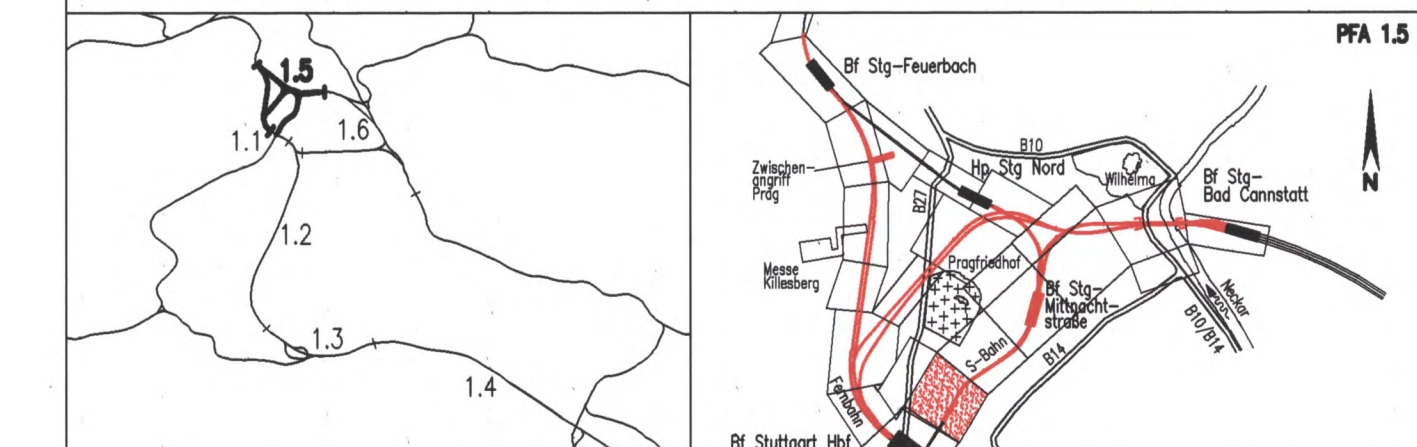 1.5
1.1
1.6
1.2
1.3
1.4
PFA 1.5
Bf Stg-Feuerbach
B10
Hp Stg Nord
Zwischen-
angriff
Prag
Wilhelma
Bf Stg-
Bad Cannstatt
N
B27
Messe
Killesberg
Pragfriedhof
Bf Stg-
Mittnacht-
straße
Neckar
B10/B14
S-Bahn
B14
Fernbahn
Bf Stuttgart Hbf